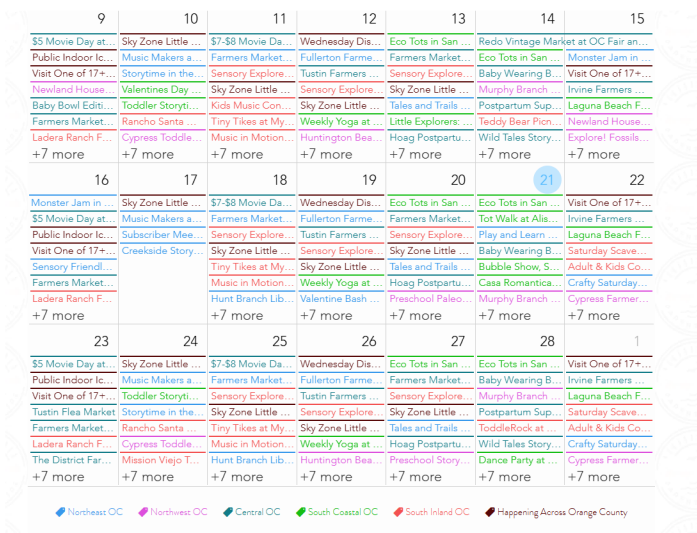 9
$5 Movie Day at...
Public Indoor Ic...
Visit One of 17+...
Newland House...
Baby Bowl Editi...
Farmers Market...
Ladera Ranch F...
+7 more
10
Sky Zone Little ...
Music Makers a...
Storytime in the...
Valentines Day ...
Toddler Storyti...
Rancho Santa ...
Cypress Toddle...
+7 more
11
$7-$8 Movie Da...
Farmers Market...
Sensory Explore...
Sky Zone Little ...
Kids Music Con...
Tiny Tikes at My...
Music in Motion...
+7 more
12
Wednesday Dis...
Fullerton Farme...
Tustin Farmers ...
Sensory Explore...
Sky Zone Little ...
Weekly Yoga at ...
Huntington Bea...
+7 more
13
Eco Tots in San ...
Farmers Market...
Sensory Explore...
Sky Zone Little ...
Tales and Trails ...
Little Explorers: ...
Hoag Postpartu...
+7 more
14
Redo Vintage Market at OC Fair an...
Eco Tots in San ...
Baby Wearing B...
Murphy Branch ...
Postpartum Sup...
Teddy Bear Picn...
Wild Tales Story...
+7 more
15
Monster Jam in ...
Visit One of 17+...
Irvine Farmers ...
Laguna Beach F...
Newland House...
Explore! Fossils...
+7 more
16
Monster Jam in ...
$5 Movie Day at...
Public Indoor Ic...
Visit One of 17+...
Sensory Friendl...
Farmers Market...
Ladera Ranch F...
+7 more
17
Sky Zone Little ...
Music Makers a...
Subscriber Mee...
Creekside Story...
18
$7-$8 Movie Da...
Farmers Market...
Sensory Explore...
Sky Zone Little ...
Tiny Tikes at My...
Music in Motion...
Hunt Branch Lib...
+7 more
19
Wednesday Dis...
Fullerton Farme...
Tustin Farmers ...
Sensory Explore...
Sky Zone Little ...
Weekly Yoga at ...
Valentine Bash ...
+7 more
20
Eco Tots in San ...
Farmers Market...
Sensory Explore...
Sky Zone Little ...
Tales and Trails ...
Hoag Postpartu...
Preschool Paleo...
+7 more
21
Eco Tots in San ...
Tot Walk at Alis...
Play and Learn ...
Baby Wearing B...
Bubble Show, S...
Casa Romantica...
Murphy Branch ...
+7 more
22
Visit One of 17+...
Irvine Farmers ...
Laguna Beach F...
Saturday Scave...
Adult & Kids Co...
Crafty Saturday...
Cypress Farmer...
+7 more
23
$5 Movie Day at...
Public Indoor Ic...
Visit One of 17+...
Tustin Flea Market
Farmers Market...
Ladera Ranch F...
The District Far...
+7 more
24
Sky Zone Little ...
Music Makers a...
Toddler Storyti...
Storytime in the...
Rancho Santa ...
Cypress Toddle...
Mission Viejo T...
+7 more
25
$7-$8 Movie Da...
Farmers Market...
Sensory Explore...
Sky Zone Little ...
Tiny Tikes at My...
Music in Motion...
Hunt Branch Lib...
+7 more
26
Wednesday Dis...
Fullerton Farme...
Tustin Farmers ...
Sensory Explore...
Sky Zone Little ...
Weekly Yoga at ...
Huntington Bea...
+7 more
27
Eco Tots in San ...
Farmers Market...
Sensory Explore...
Sky Zone Little ...
Tales and Trails ...
Hoag Postpartu...
Preschool Story...
+7 more
28
Eco Tots in San ...
Baby Wearing B...
Murphy Branch ...
Postpartum Sup...
ToddleRock at ...
Wild Tales Story...
Dance Party at ...
+7 more
1
Visit One of 17+...
Irvine Farmers ...
Laguna Beach F...
Saturday Scave...
Adult & Kids Co...
Crafty Saturday...
Cypress Farmer...
+7 more
Northeast OC
Northwest OC
Central OC
South Coastal OC
South Inland OC
Happening Across Orange County